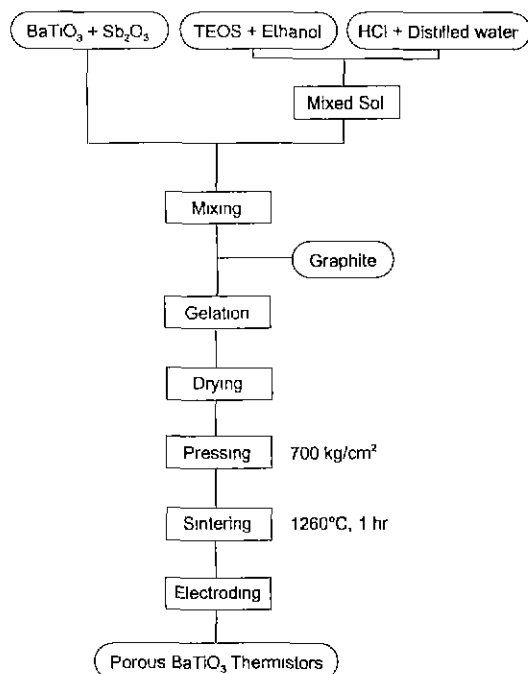 BaTiO₃ + Sb₂O₃
TEOS + Ethanol
HCl + Distilled water
Mixed Sol
Mixing
Graphite
Gelation
Drying
Pressing
700 kg/cm²
Sintering
1260°C, 1 hr
Electroding
Porous BaTiO₃ Thermistors